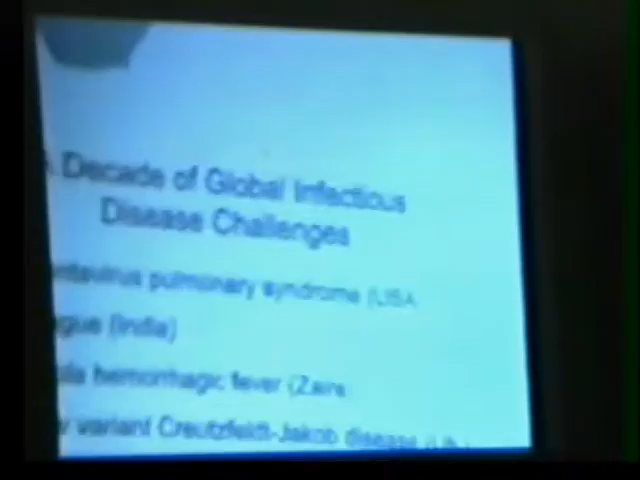 Decade of Global Infectious
Disease Challenges
pulmonary syndrome (USA
(India)
hemorrhagic fever (Zaire
variant Creutzfeldt-Jakob disease